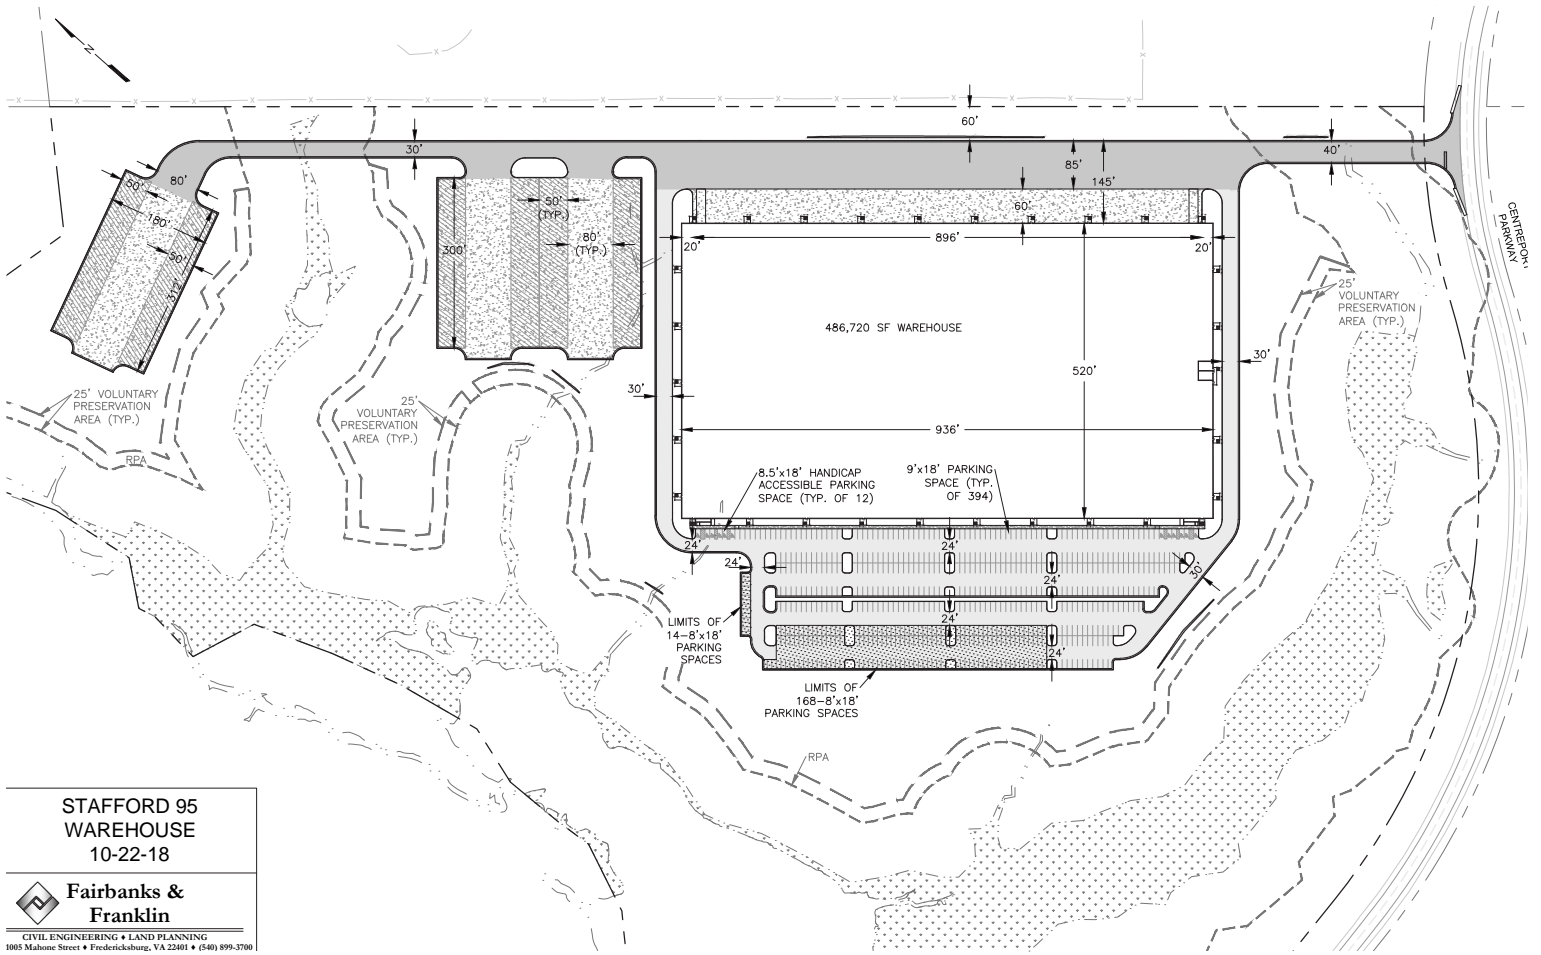 N
60'
30'
40'
85'
145'
CENTREPORT
PARKWAY
50'
80'
180'
50'
312'
50'
(TYP.)
300'
80'
(TYP.)
60'
20'
896'
20'
25'
VOLUNTARY
PRESERVATION
AREA (TYP.)
486,720 SF WAREHOUSE
30'
520'
30'
25' VOLUNTARY
PRESERVATION
AREA (TYP.)
25'
VOLUNTARY
PRESERVATION
AREA (TYP.)
936'
RPA
8.5'x18' HANDICAP
ACCESSIBLE PARKING
SPACE (TYP. OF 12)
9'x18' PARKING
SPACE (TYP.
OF 394)
24'
24'
24'
30'
24'
24'
24'
LIMITS OF
14-8'x18'
PARKING
SPACES
LIMITS OF
168-8'x18'
PARKING SPACES
RPA
STAFFORD 95
WAREHOUSE
10-22-18
Fairbanks &
Franklin
CIVIL ENGINEERING ♦ LAND PLANNING
1005 Mahone Street ♦ Fredericksburg, VA 22401 ♦ (540) 899-3700